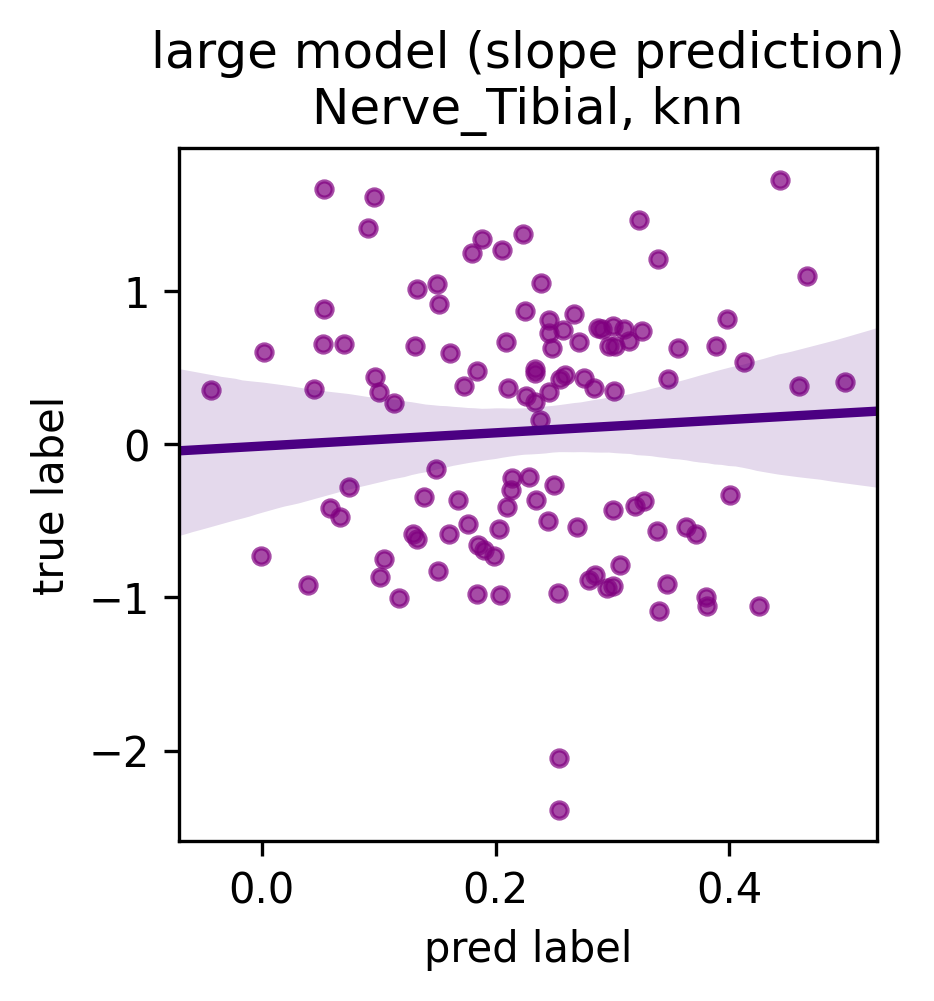 large model (slope prediction)
Nerve_Tibial, knn
1
0
−1
−2
true label
0.0 0.2 0.4
pred label